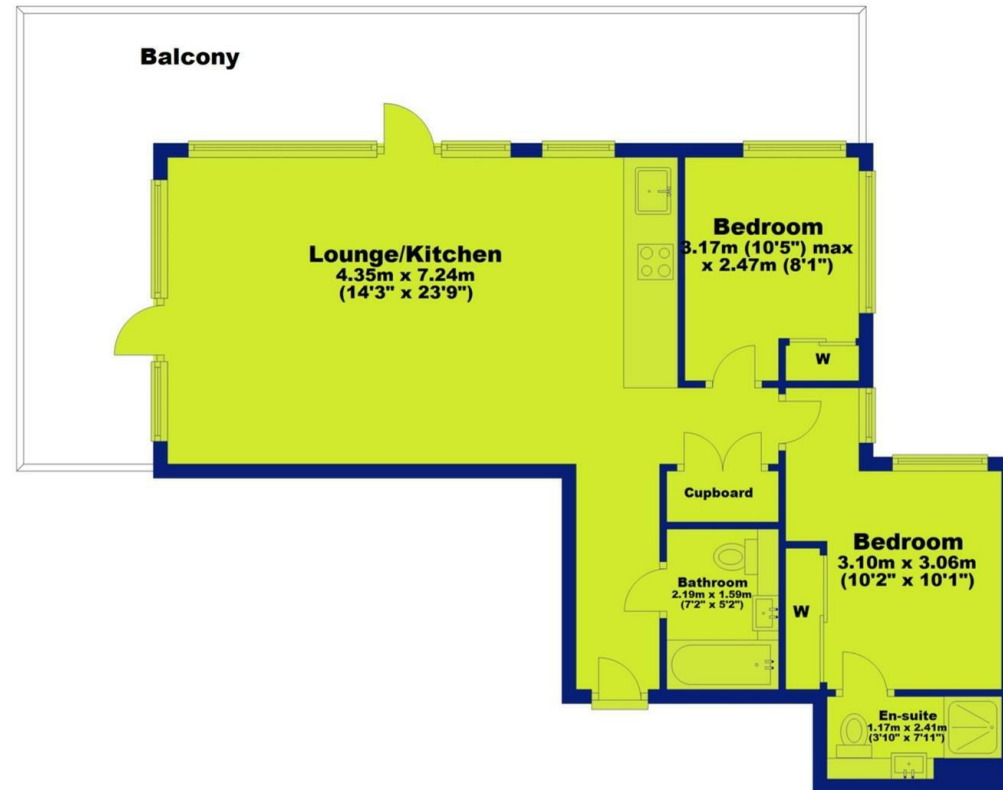 Balcony
Lounge/Kitchen
4.35m x 7.24m
(14'3" x 23'9")
Bedroom
3.17m (10'5") max
x 2.47m (8'1")
W
Cupboard
Bedroom
3.10m x 3.06m
(10'2" x 10'1")
Bathroom
2.19m x 1.59m
(7'2" x 5'2")
W
En-suite
1.17m x 2.41m
(3'10" x 7'11")